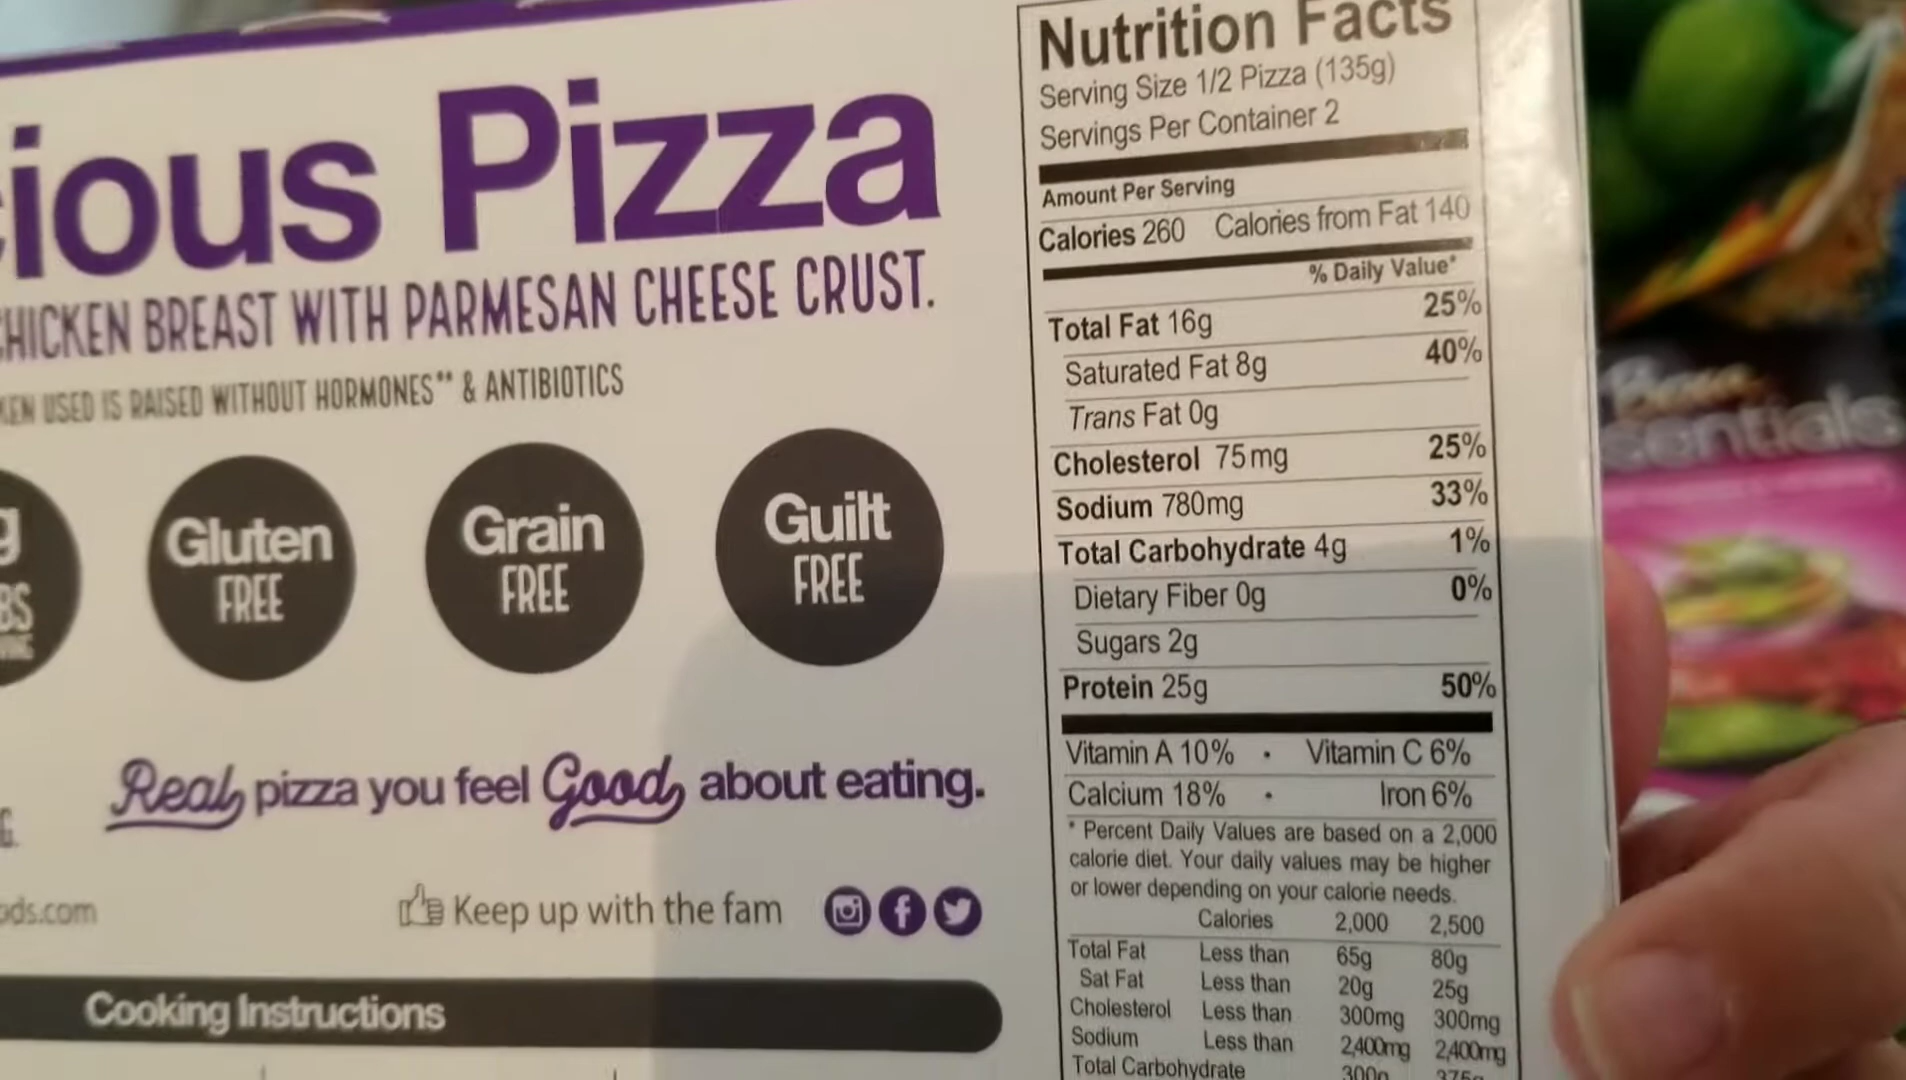 Pizza
BREAST WITH PARMESAN CHEESE CRUST.
USED IS RAISED WITHOUT HORMONES** & ANTIBIOTICS
Gluten
FREE
Grain
FREE
Guilt
FREE
Real pizza you feel Good about eating.
Keep up with the fam
Cooking Instructions
Nutrition Facts
Serving Size 1/2 Pizza (135g)
Servings Per Container 2
Amount Per Serving
Calories 260 Calories from Fat 140
% Daily Value*
Total Fat 16g 25%
Saturated Fat 8g 40%
Trans Fat 0g
Cholesterol 75mg 25%
Sodium 780mg 33%
Total Carbohydrate 4g 1%
Dietary Fiber 0g 0%
Sugars 2g
Protein 25g 50%
Vitamin A 10% • Vitamin C 6%
Calcium 18% • Iron 6%
* Percent Daily Values are based on a 2,000
calorie diet. Your daily values may be higher
or lower depending on your calorie needs.
Calories 2,000 2,500
Total Fat Less than 65g 80g
Sat Fat Less than 20g 25g
Cholesterol Less than 300mg 300mg
Sodium Less than 2,400mg 2,400mg
Total Carbohydrate 300g 375g